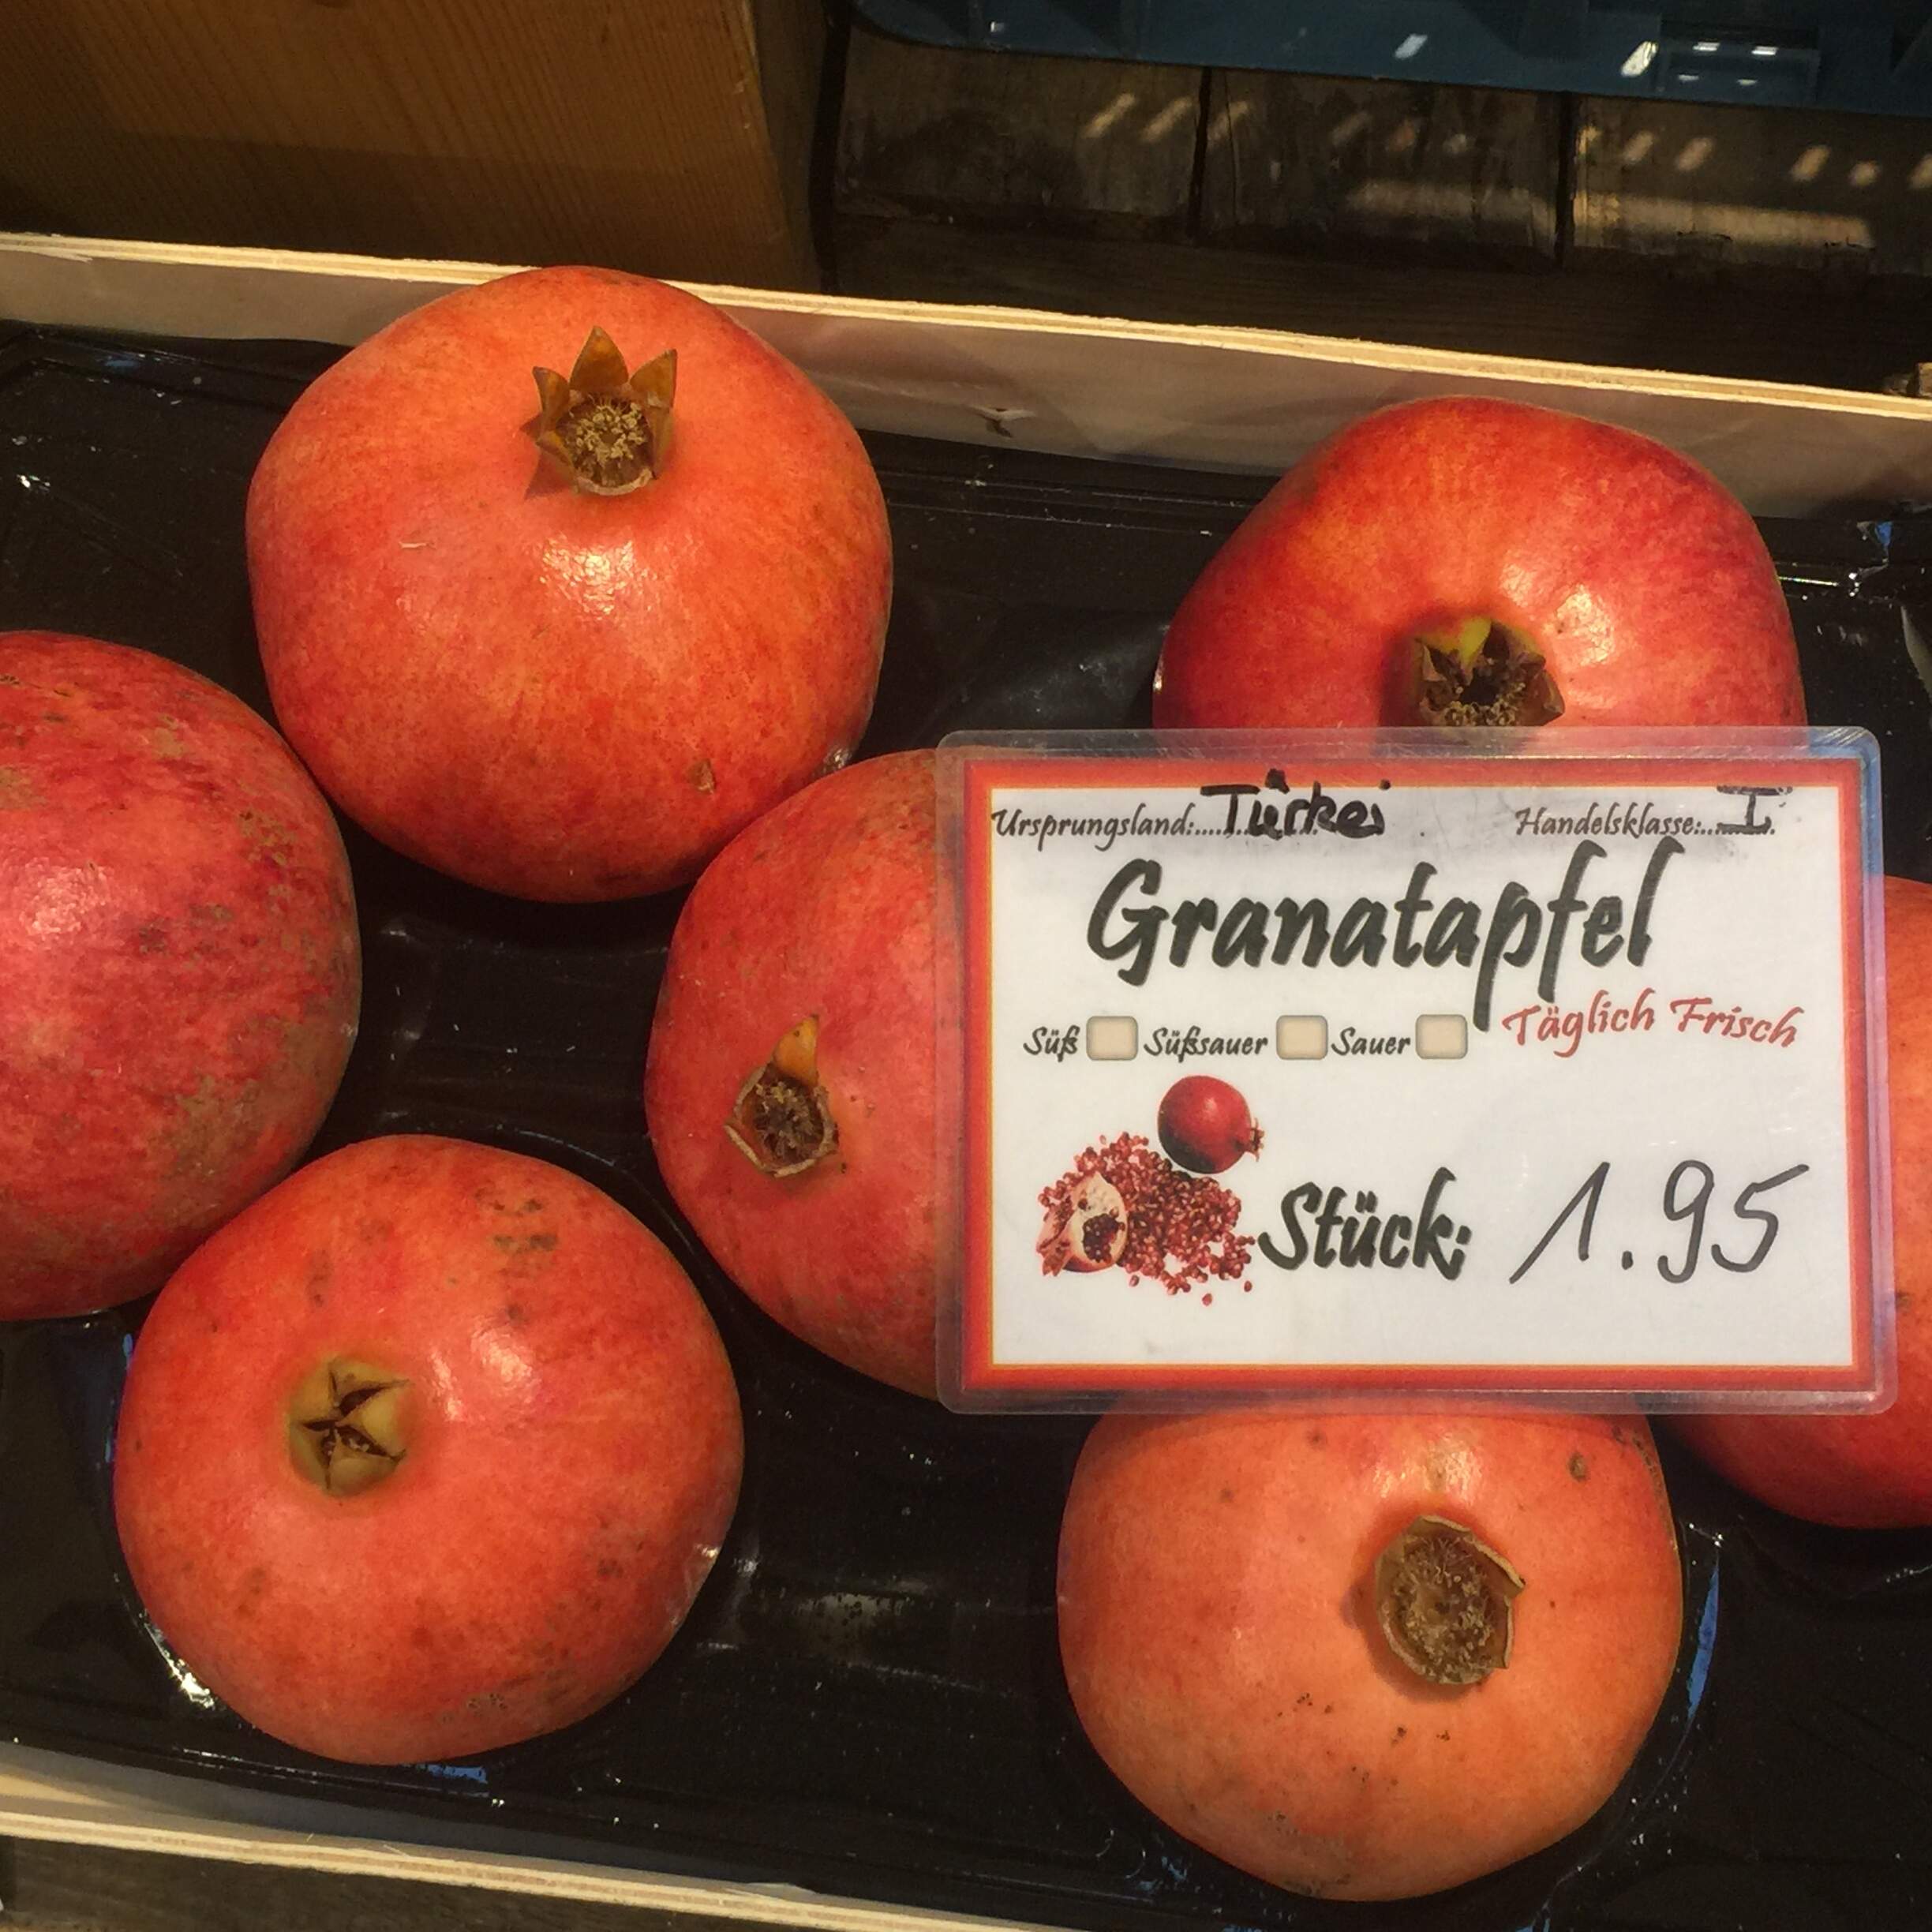 Ursprungsland:........Türkei Handelsklasse:...I.
Granatapfel
Süß Süßsauer Sauer Täglich Frisch
Stück: 1.95